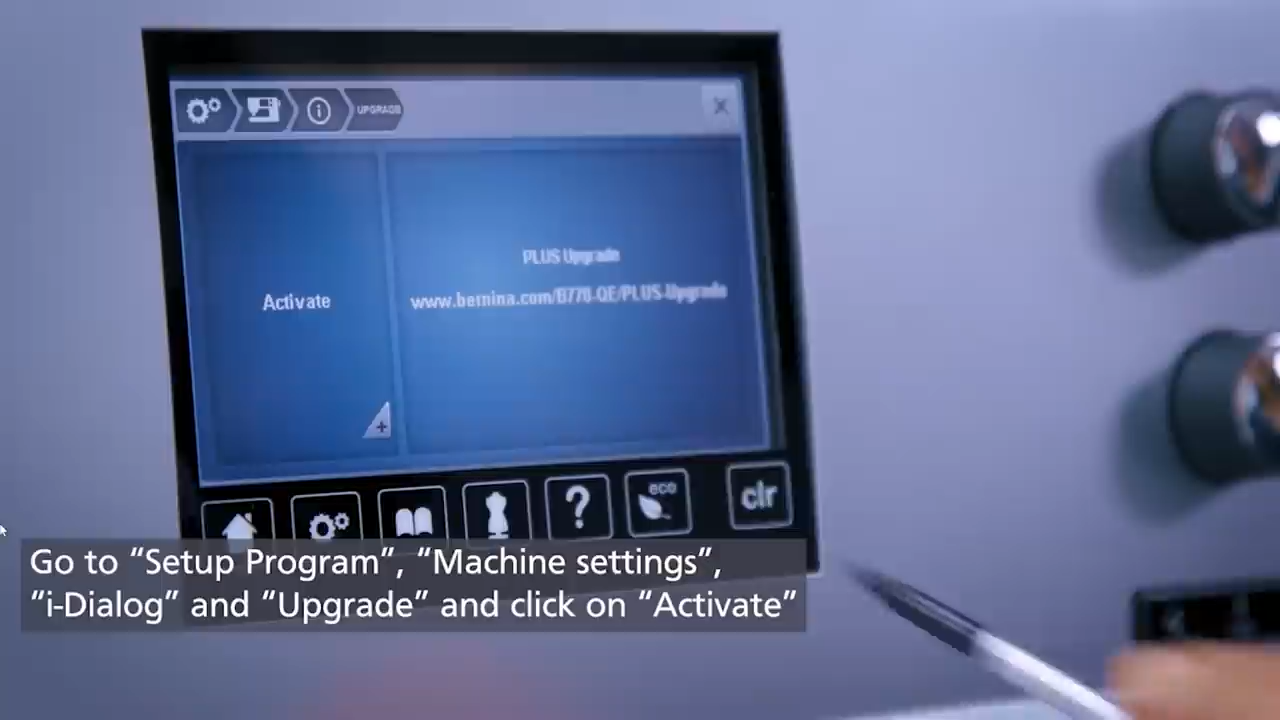 UPGRADE
PLUS Upgrade
Activate
www.bernina.com/B770-QE/PLUS-Upgrade
?
eco
clr
Go to “Setup Program”, “Machine settings”,
“i-Dialog” and “Upgrade” and click on “Activate”